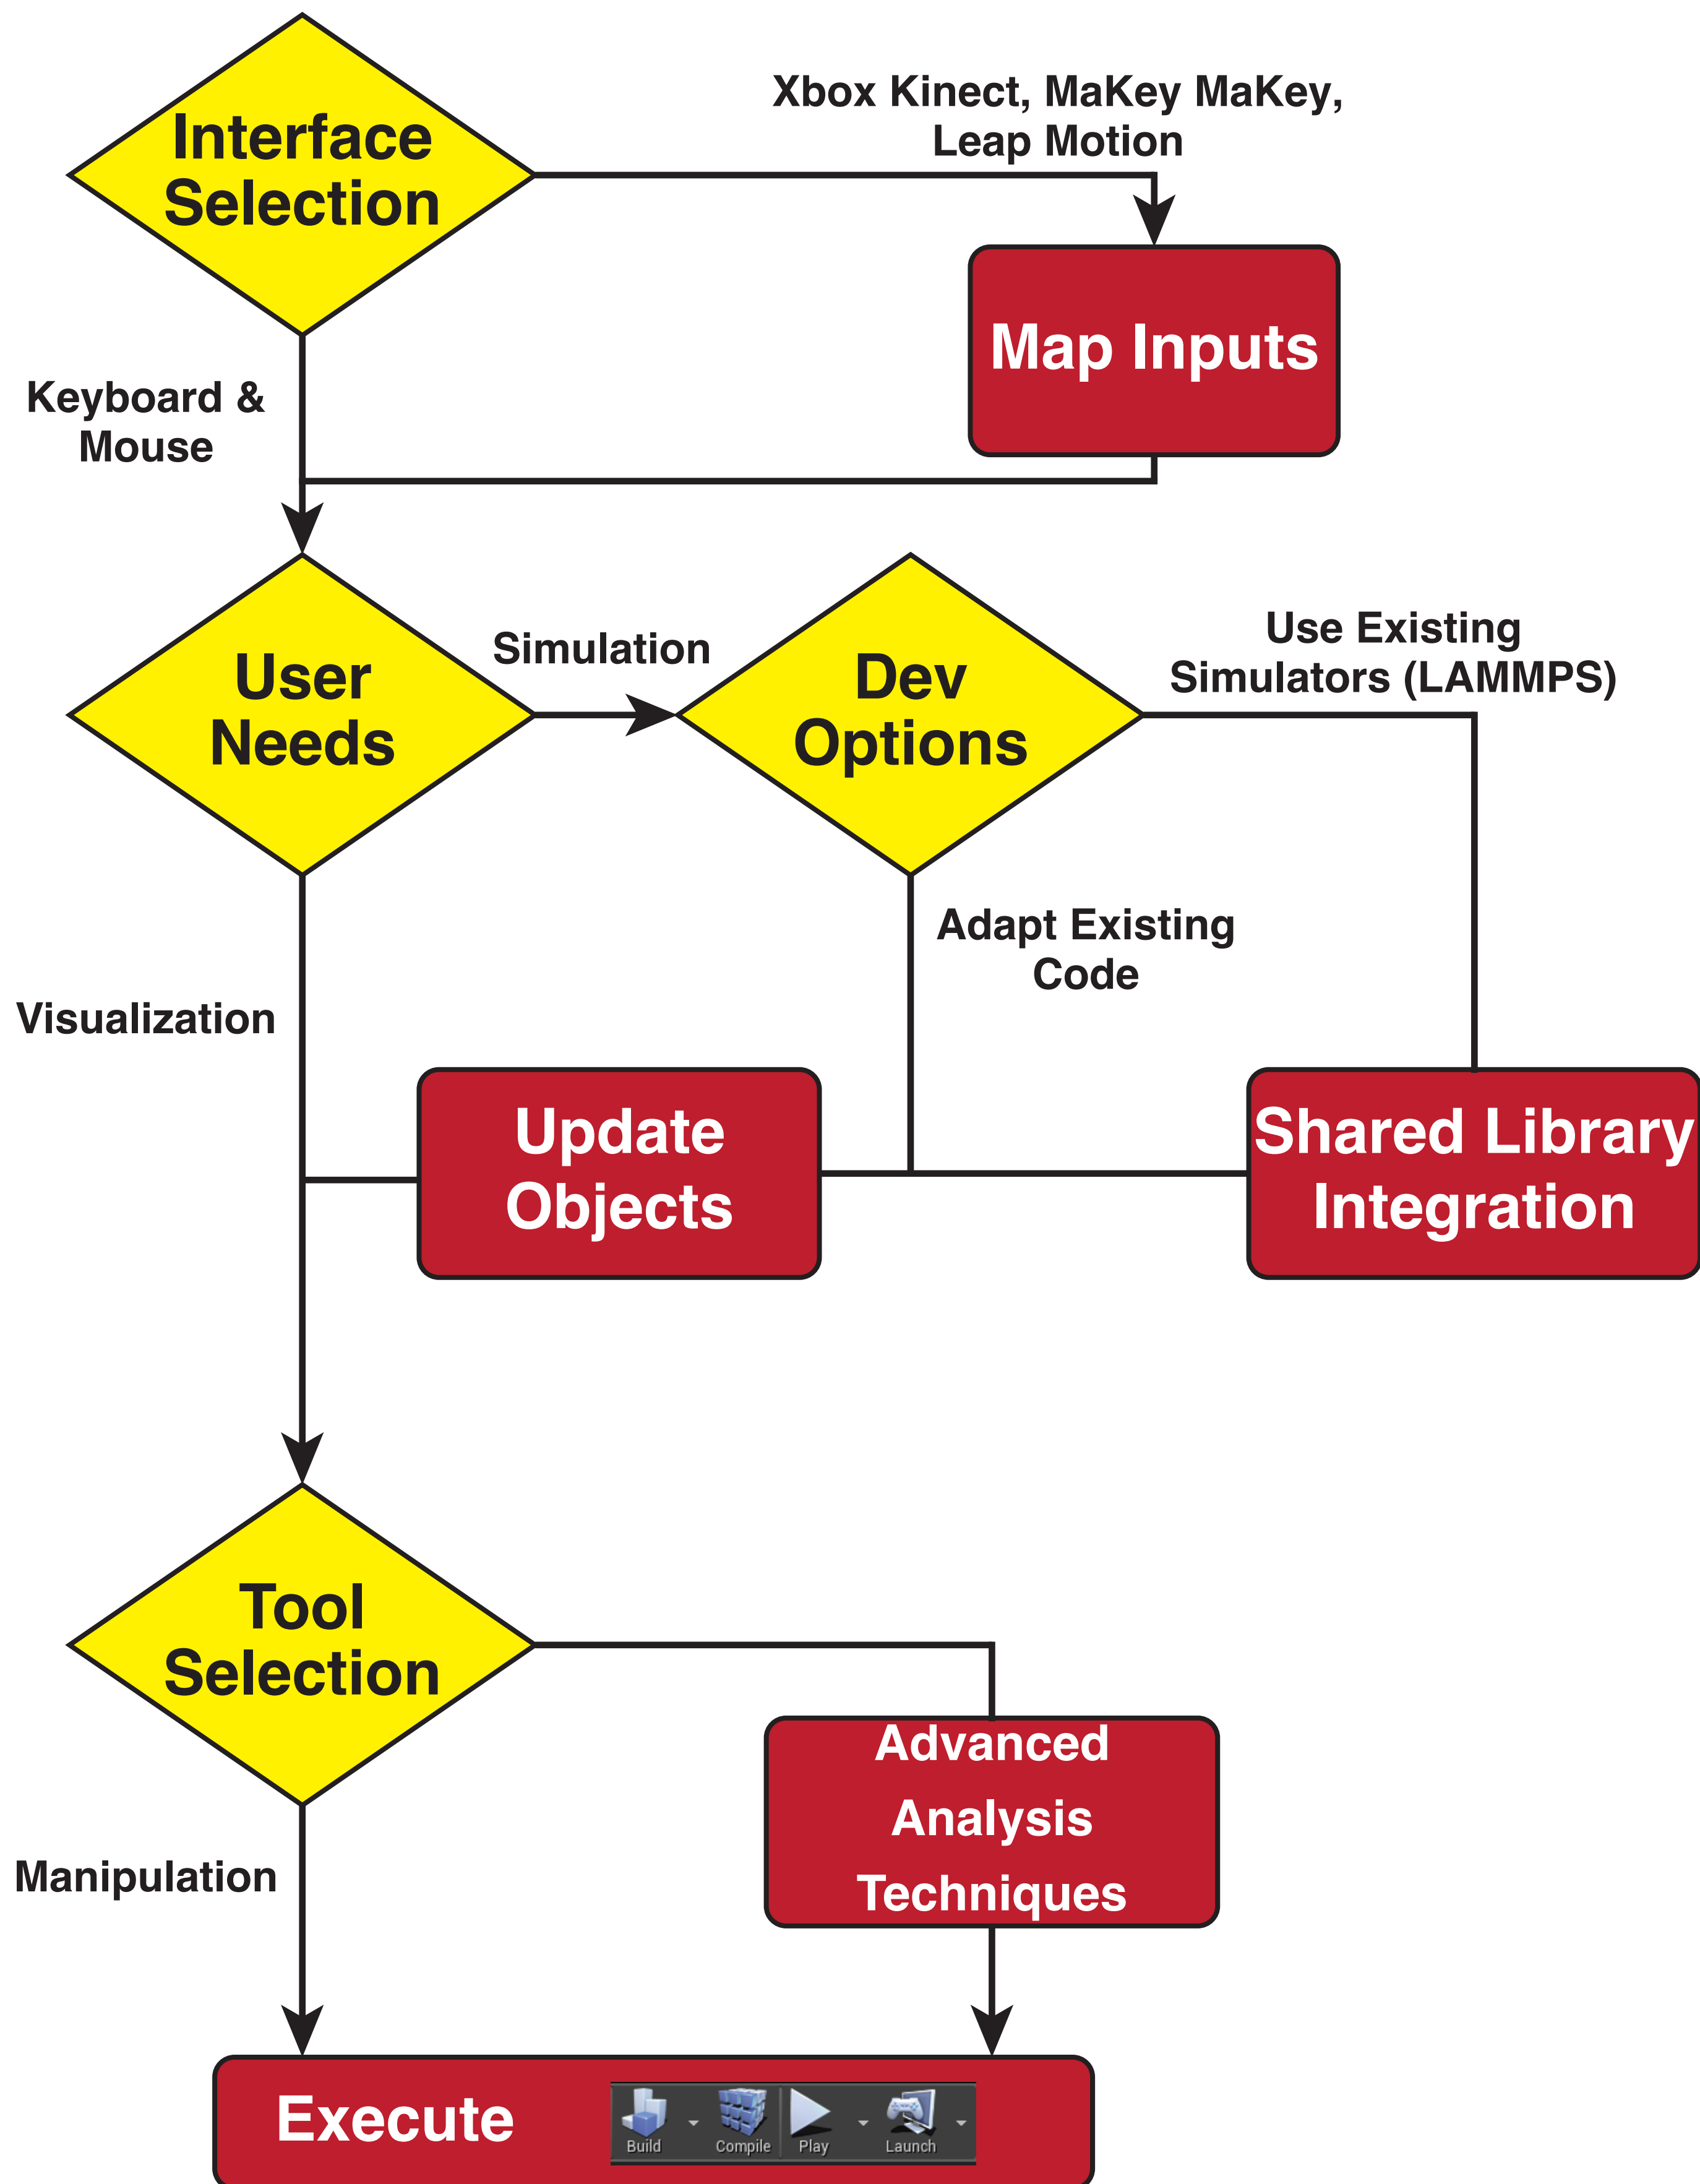 Interface
Selection
Xbox Kinect, MaKey MaKey,
Leap Motion
Map Inputs
Keyboard &
Mouse
User
Needs
Simulation
Dev
Options
Use Existing
Simulators (LAMMPS)
Adapt Existing
Code
Visualization
Update
Objects
Shared Library
Integration
Tool
Selection
Advanced
Analysis
Techniques
Manipulation
Execute
Build
Compile
Play
Launch